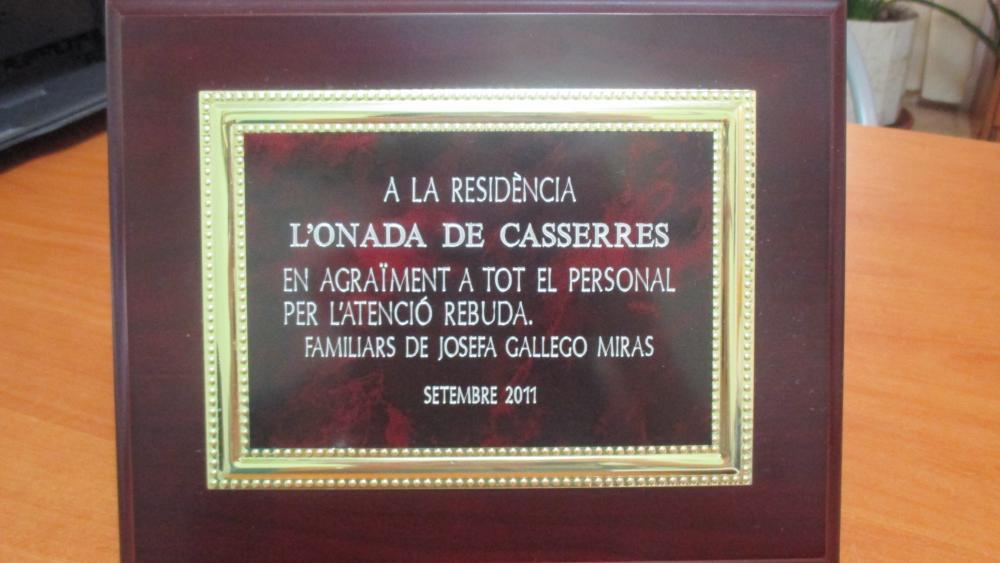 A LA RESIDÈNCIA
L'ONADA DE CASSERRES
EN AGRAÏMENT A TOT EL PERSONAL
PER L'ATENCIÓ REBUDA.
FAMILIARS DE JOSEFA GALLEGO MIRAS
SETEMBRE 2011